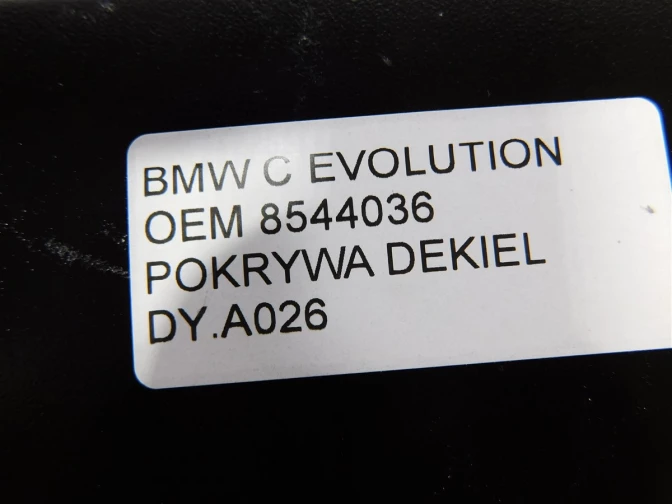 BMW C EVOLUTION
OEM 8544036
POKRYWA DEKIEL
DY.A026